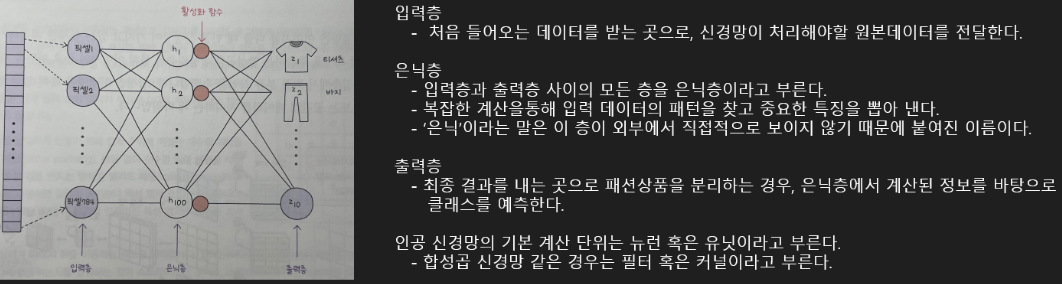 활성화 함수
픽셀1
h1
z1
티셔츠
픽셀2
h2
z2
바지
픽셀784
h100
z10
입력층
은닉층
출력층
입력층
- 처음 들어오는 데이터를 받는 곳으로, 신경망이 처리해야할 원본데이터를 전달한다.
은닉층
- 입력층과 출력층 사이의 모든 층을 은닉층이라고 부른다.
- 복잡한 계산을통해 입력 데이터의 패턴을 찾고 중요한 특징을 뽑아 낸다.
- '은닉'이라는 말은 이 층이 외부에서 직접적으로 보이지 않기 때문에 붙여진 이름이다.
출력층
- 최종 결과를 내는 곳으로 패션상품을 분리하는 경우, 은닉층에서 계산된 정보를 바탕으로
클래스를 예측한다.
인공 신경망의 기본 계산 단위는 뉴런 혹은 유닛이라고 부른다.
- 합성곱 신경망 같은 경우는 필터 혹은 커널이라고 부른다.